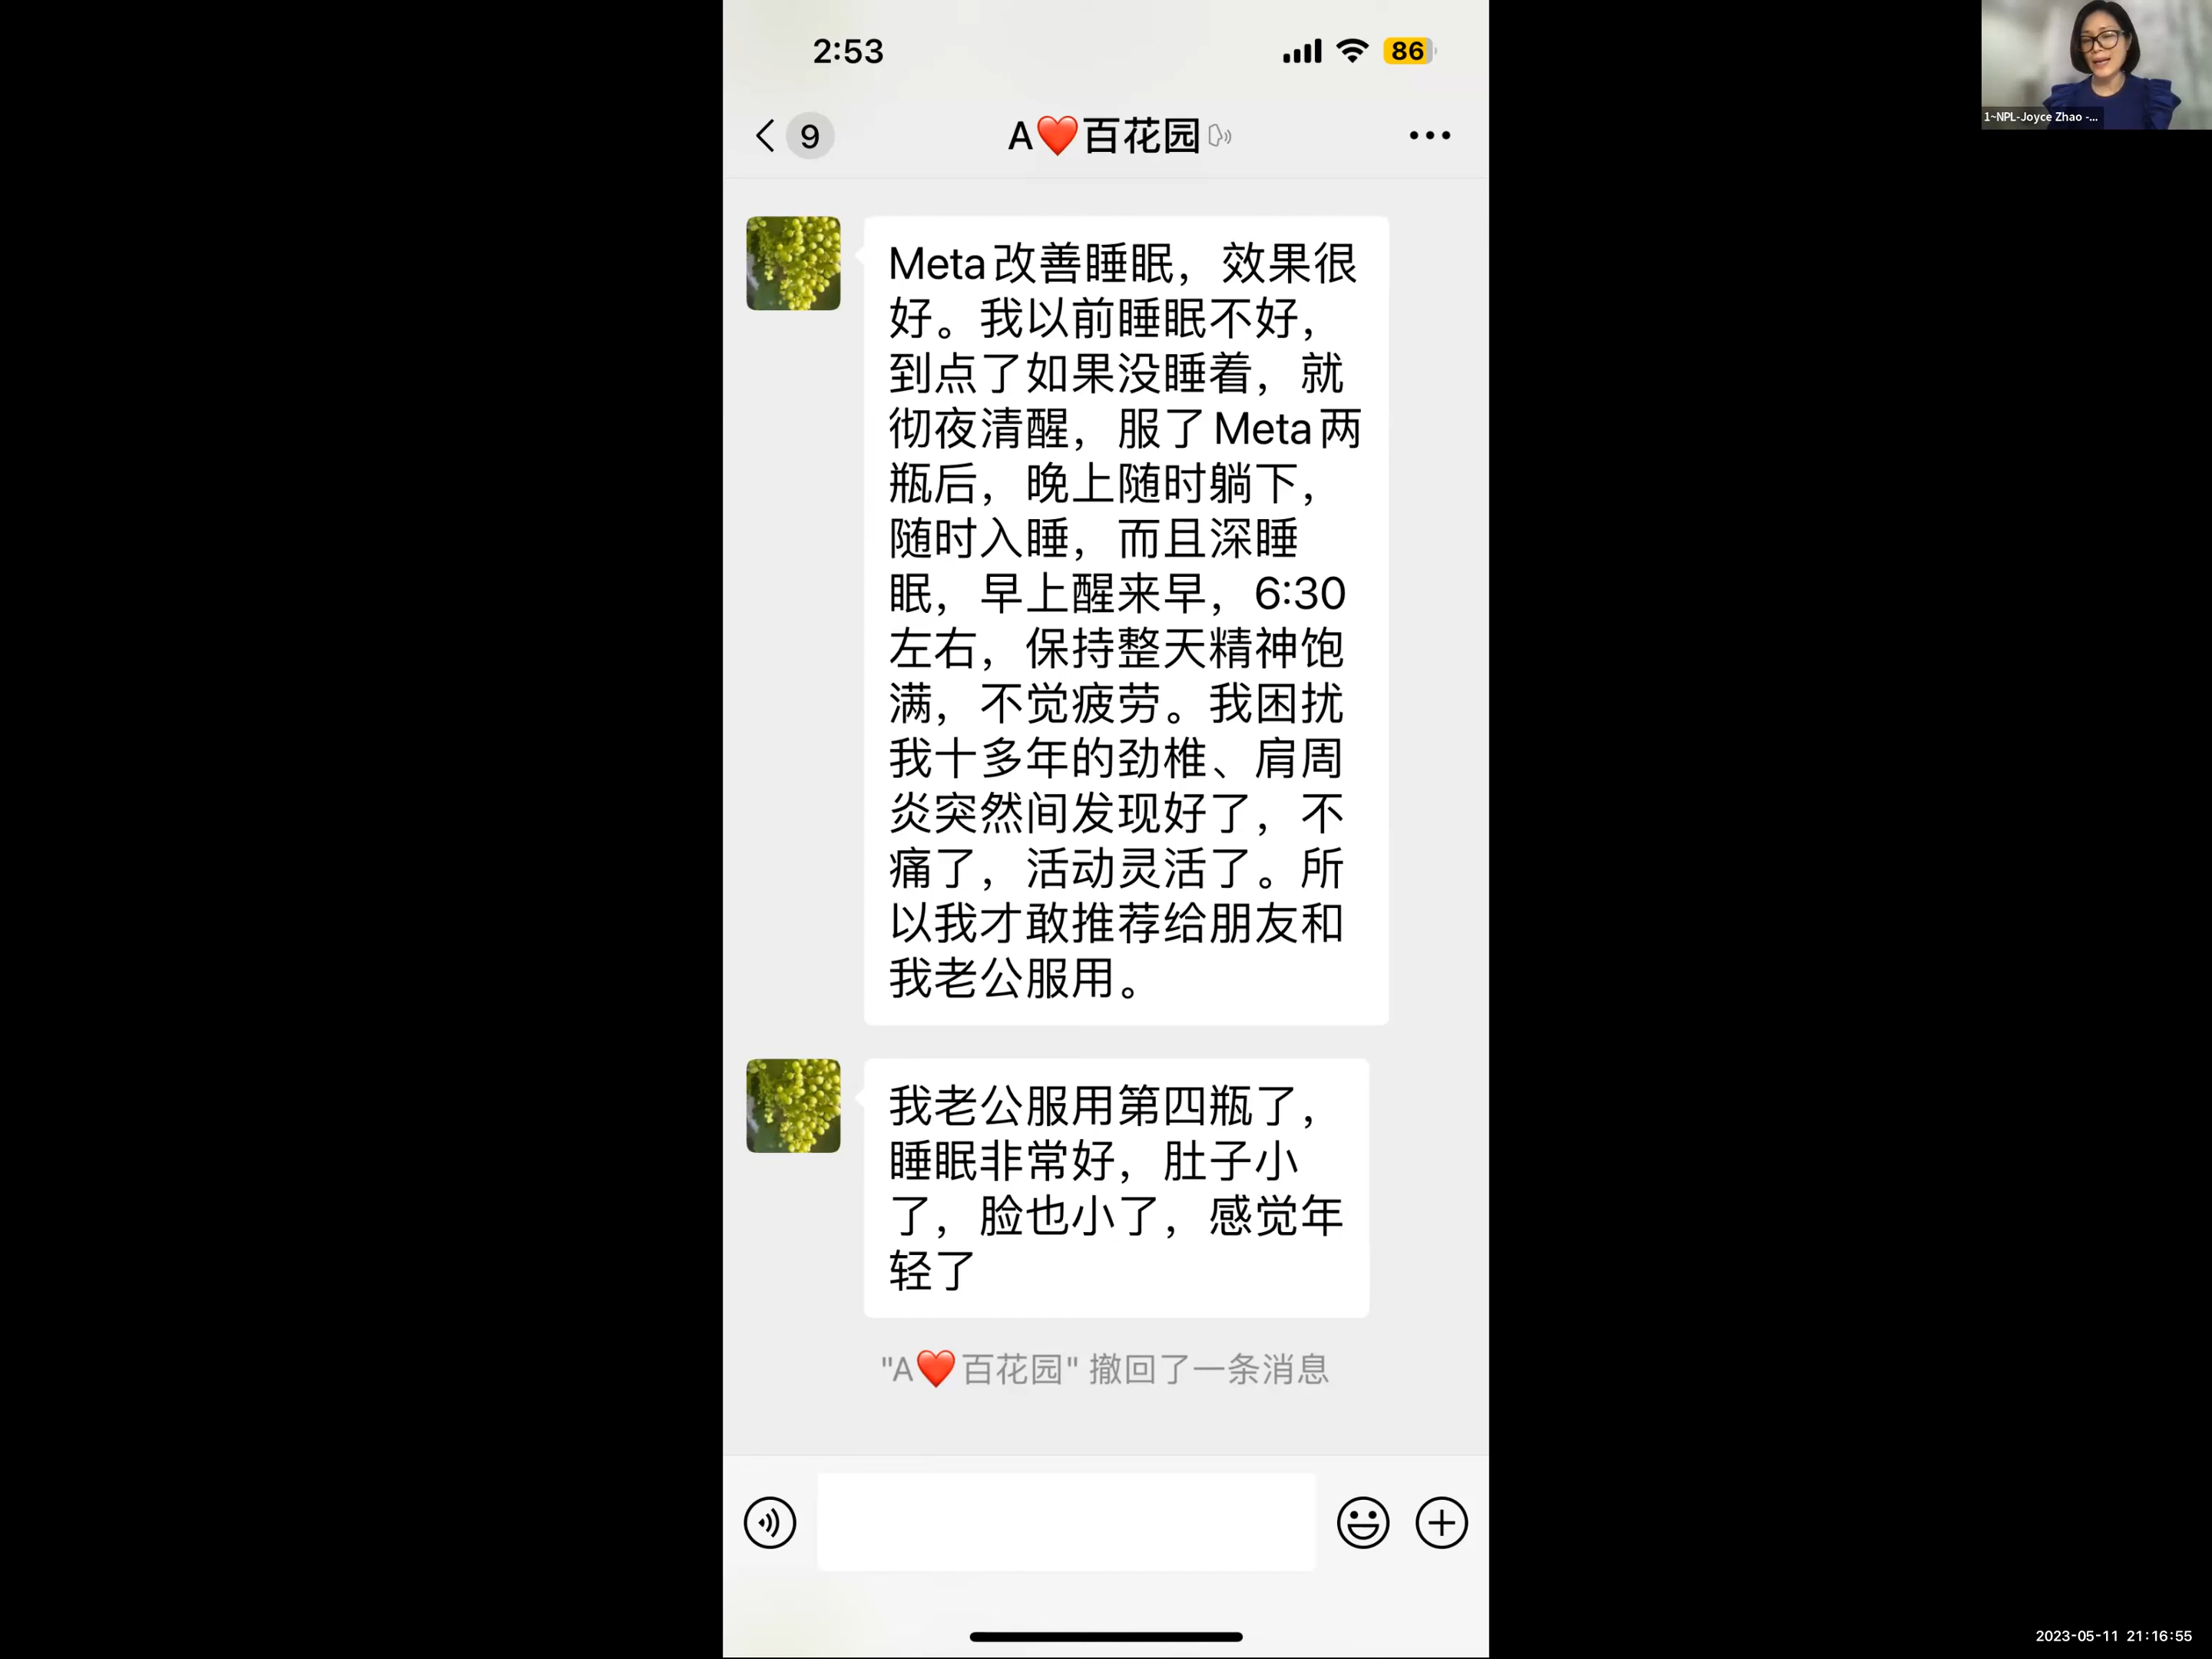 2:53
86
9
A❤️百花园
Meta改善睡眠，效果很
好。我以前睡眠不好，
到点了如果没睡着，就
彻夜清醒，服了Meta两
瓶后，晚上随时躺下，
随时入睡，而且深睡
眠，早上醒来早，6:30
左右，保持整天精神饱
满，不觉疲劳。我困扰
我十多年的劲椎、肩周
炎突然间发现好了，不
痛了，活动灵活了。所
以我才敢推荐给朋友和
我老公服用。
我老公服用第四瓶了，
睡眠非常好，肚子小
了，脸也小了，感觉年
轻了
"A❤️百花园" 撤回了一条消息
1~NPL-Joyce Zhao -...
2023-05-11 21:16:55